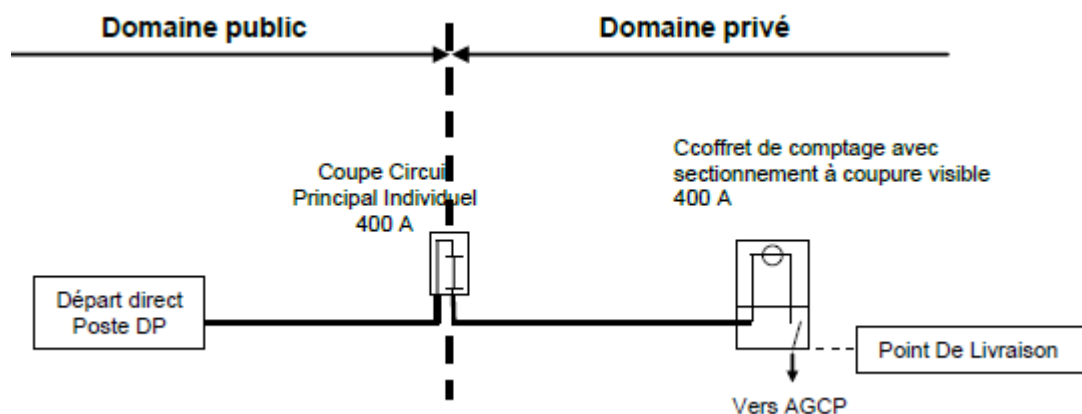 Domaine public
Domaine privé
Coupe Circui
Principal Individuel
400 A
Ccoffret de comptage avec
sectionnement à coupure visible
400 A
Départ direct
Poste DP
Point De Livraison
Vers AGCP